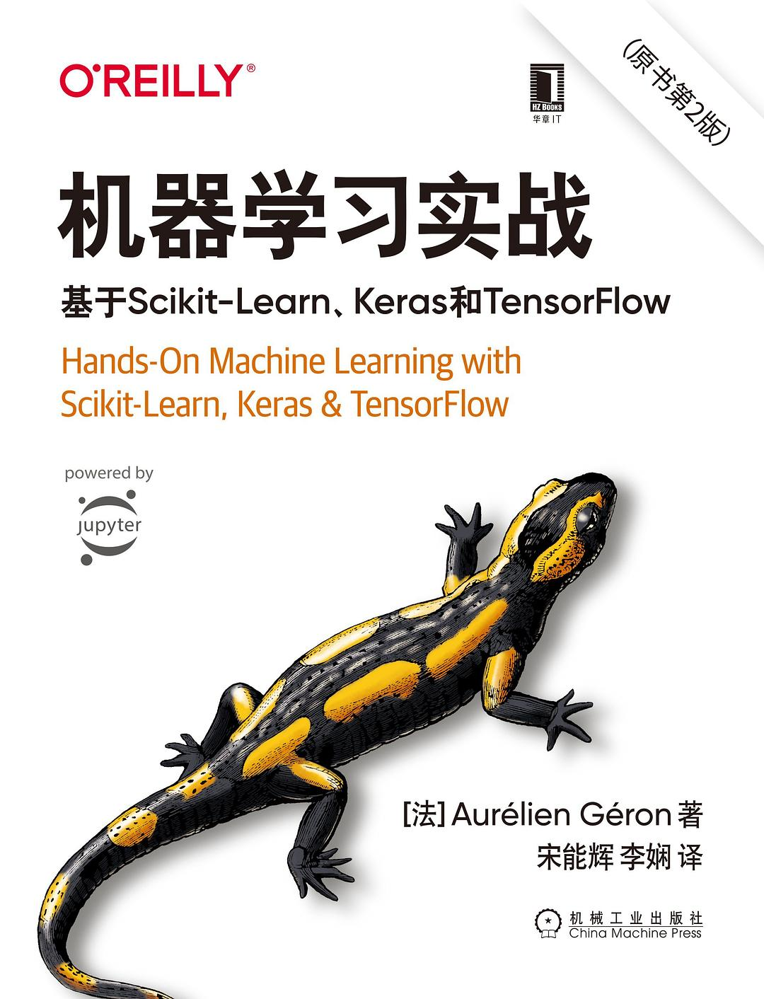 O'REILLY®
HZ BOOKS
华章IT
(原书第2版)
机器学习实战
基于Scikit-Learn、Keras和TensorFlow
Hands-On Machine Learning with
Scikit-Learn, Keras & TensorFlow
powered by
jupyter
[法] Aurélien Géron 著
宋能辉 李娴 译
机械工业出版社
China Machine Press